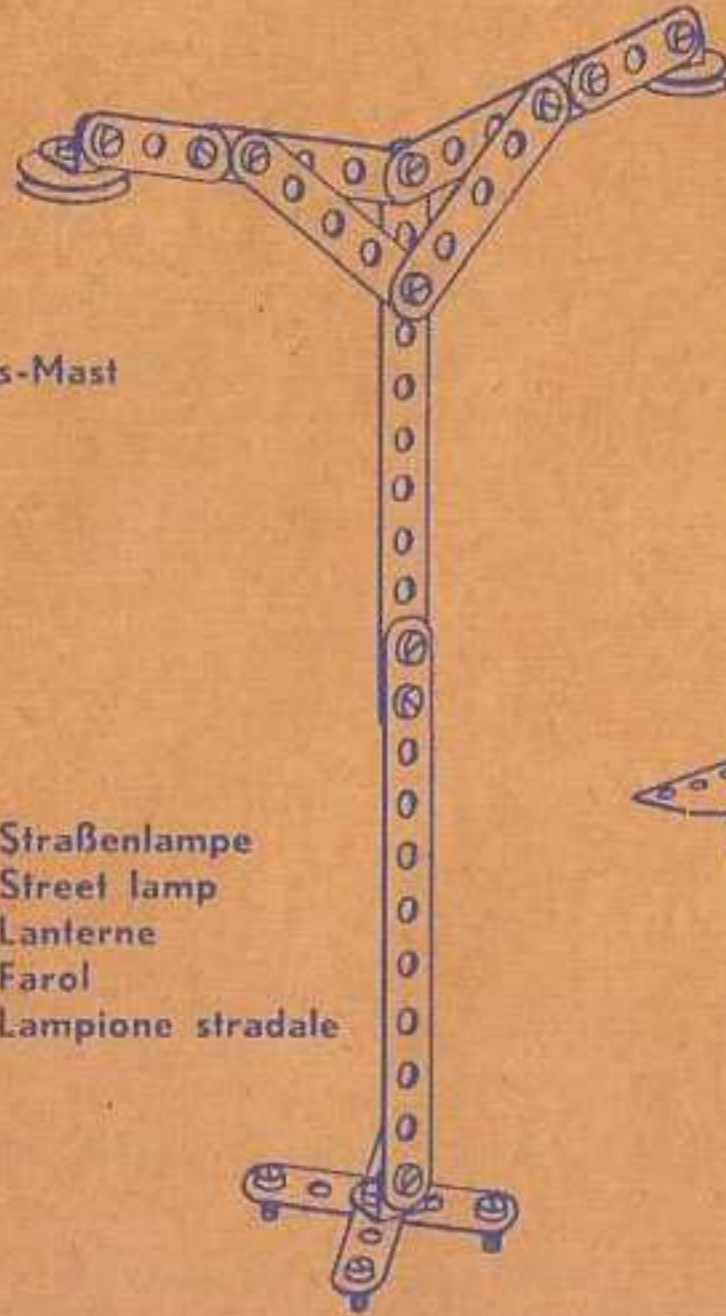 s-Mast
Straßenlampe
Street lamp
Lanterne
Farol
Lampione stradale